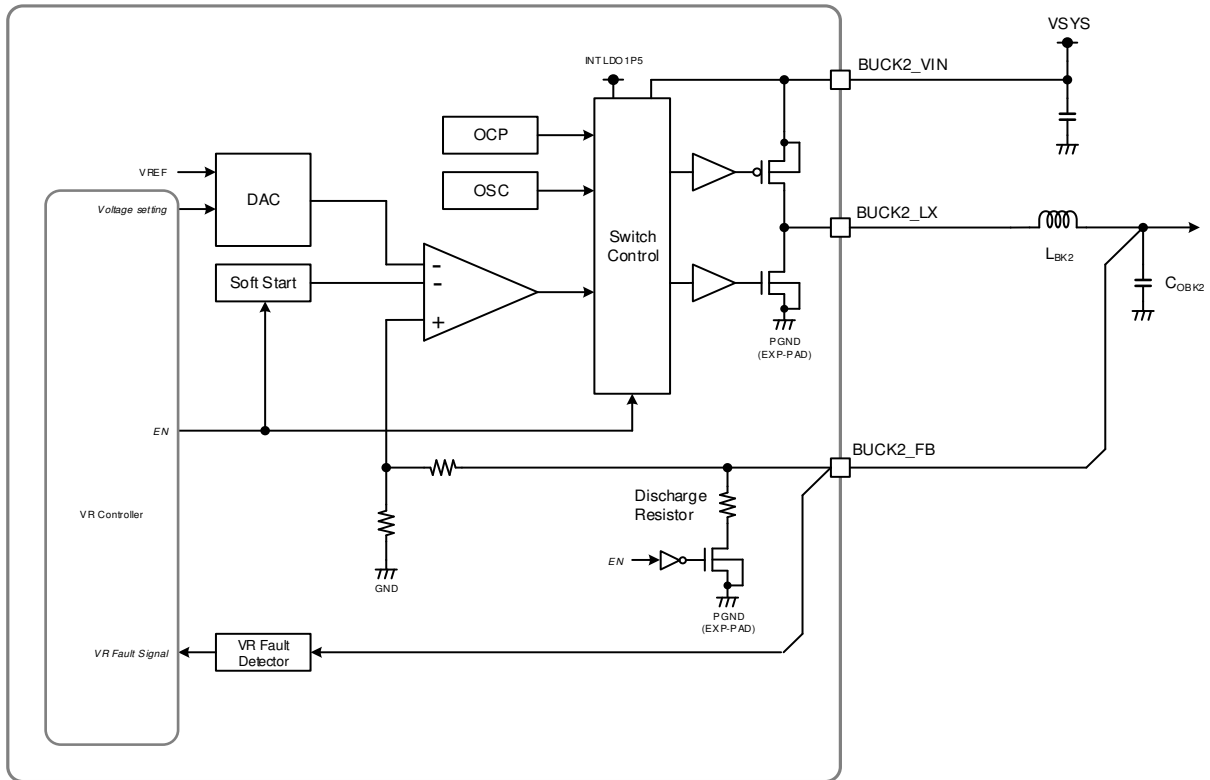 VSYS
BUCK2_VIN
INTLDO1P5
OCP
VREF
DAC
OSC
Voltage setting
BUCK2_LX
Switch
Control
LBK2
Soft Start
-
-
+
COBK2
PGND
(EXP-PAD)
EN
BUCK2_FB
Discharge
Resistor
VR Controller
EN
GND
PGND
(EXP-PAD)
VR Fault Signal
VR Fault
Detector